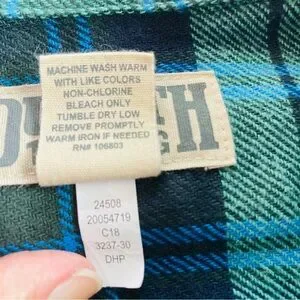 MACHINE WASH WARM
WITH LIKE COLORS
NON-CHLORINE
BLEACH ONLY
TUMBLE DRY LOW
REMOVE PROMPTLY
WARM IRON IF NEEDED
RN# 106803
24508
20054719
C18
3237-30
DHP